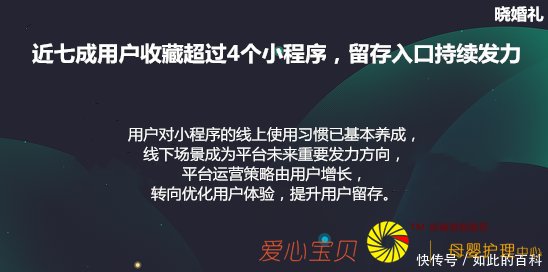 晓婚礼
近七成用户收藏超过4个小程序，留存入口持续发力
用户对小程序的线上使用习惯已基本养成，
线下场景成为平台未来重要发力方向，
平台运营策略由用户增长，
转向优化用户体验，提升用户留存。
爱心宝贝
母婴护理中心
快传号/如此的百科